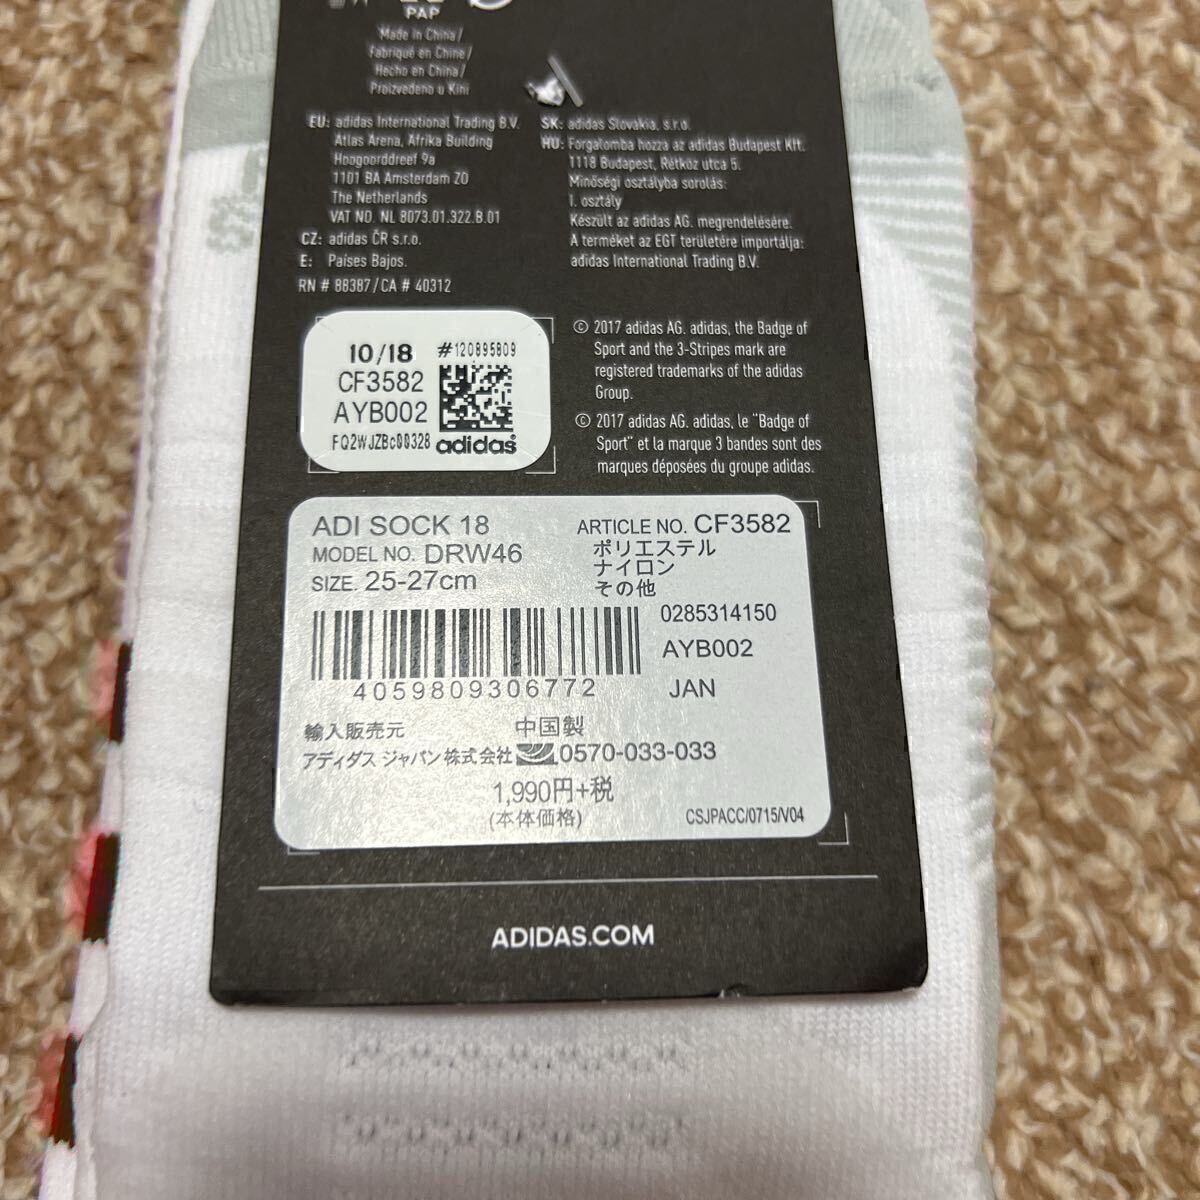 PAP
Made in China/
Fabriqué en Chine/
Hecho en China/
Proizvedeno u Kini
EU: adidas International Trading B.V.
Atlas Arena, Afrika Building
Hoogoorddreef 9a
1101 BA Amsterdam ZO
The Netherlands
VAT NO. NL 8073.01.322.B.01
CZ: adidas ČR s.r.o.
E: Países Bajos.
RN # 88387/CA # 40312
SK: adidas Slovakia, s.r.o.
HU: Forgalomba hozza az adidas Budapest Kft.
1118 Budapest, Rétköz utca 5.
Minőségi osztályba sorolás:
I. osztály
Készült az adidas AG. megrendelésére.
A terméket az EGT területére importálja:
adidas International Trading B.V.
© 2017 adidas AG. adidas, the Badge of
Sport and the 3-Stripes mark are
registered trademarks of the adidas
Group.
© 2017 adidas AG. adidas, le "Badge of
Sport" et la marque 3 bandes sont des
marques déposées du groupe adidas.
10/18 #120895809
CF3582
AYB002
FQ2WJZBc00328 adidas
ADI SOCK 18 ARTICLE NO. CF3582
MODEL NO. DRW46 ポリエステル
ナイロン
SIZE. 25-27cm その他
0285314150
AYB002
4059809306772 JAN
輸入販売元 中国製
アディダス ジャパン株式会社 0570-033-033
1,990円+税
(本体価格) CSJPACC/0715/V04
ADIDAS.COM